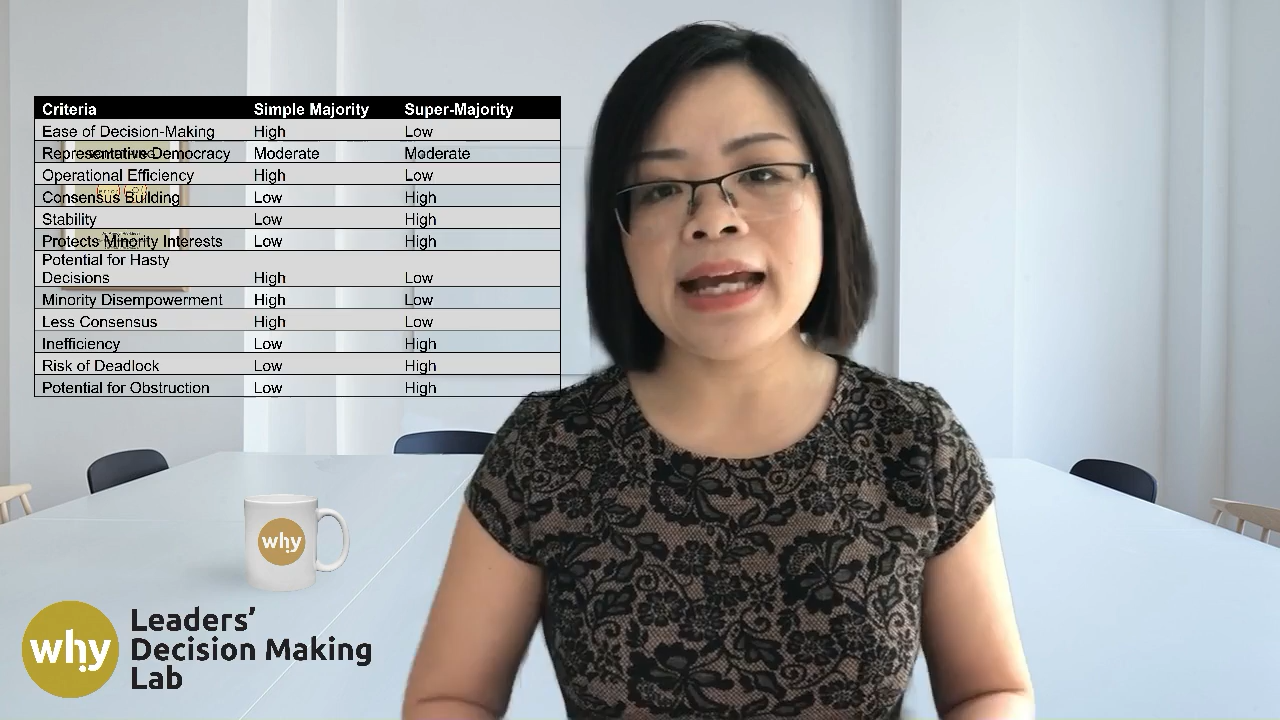 Criteria Simple Majority Super-Majority
Ease of Decision-Making High Low
Representative Democracy Moderate Moderate
Operational Efficiency High Low
Consensus Building Low High
Stability Low High
Protects Minority Interests Low High
Potential for Hasty
Decisions High Low
Minority Disempowerment High Low
Less Consensus High Low
Inefficiency Low High
Risk of Deadlock Low High
Potential for Obstruction Low High
why
why
Leaders’
Decision Making
Lab